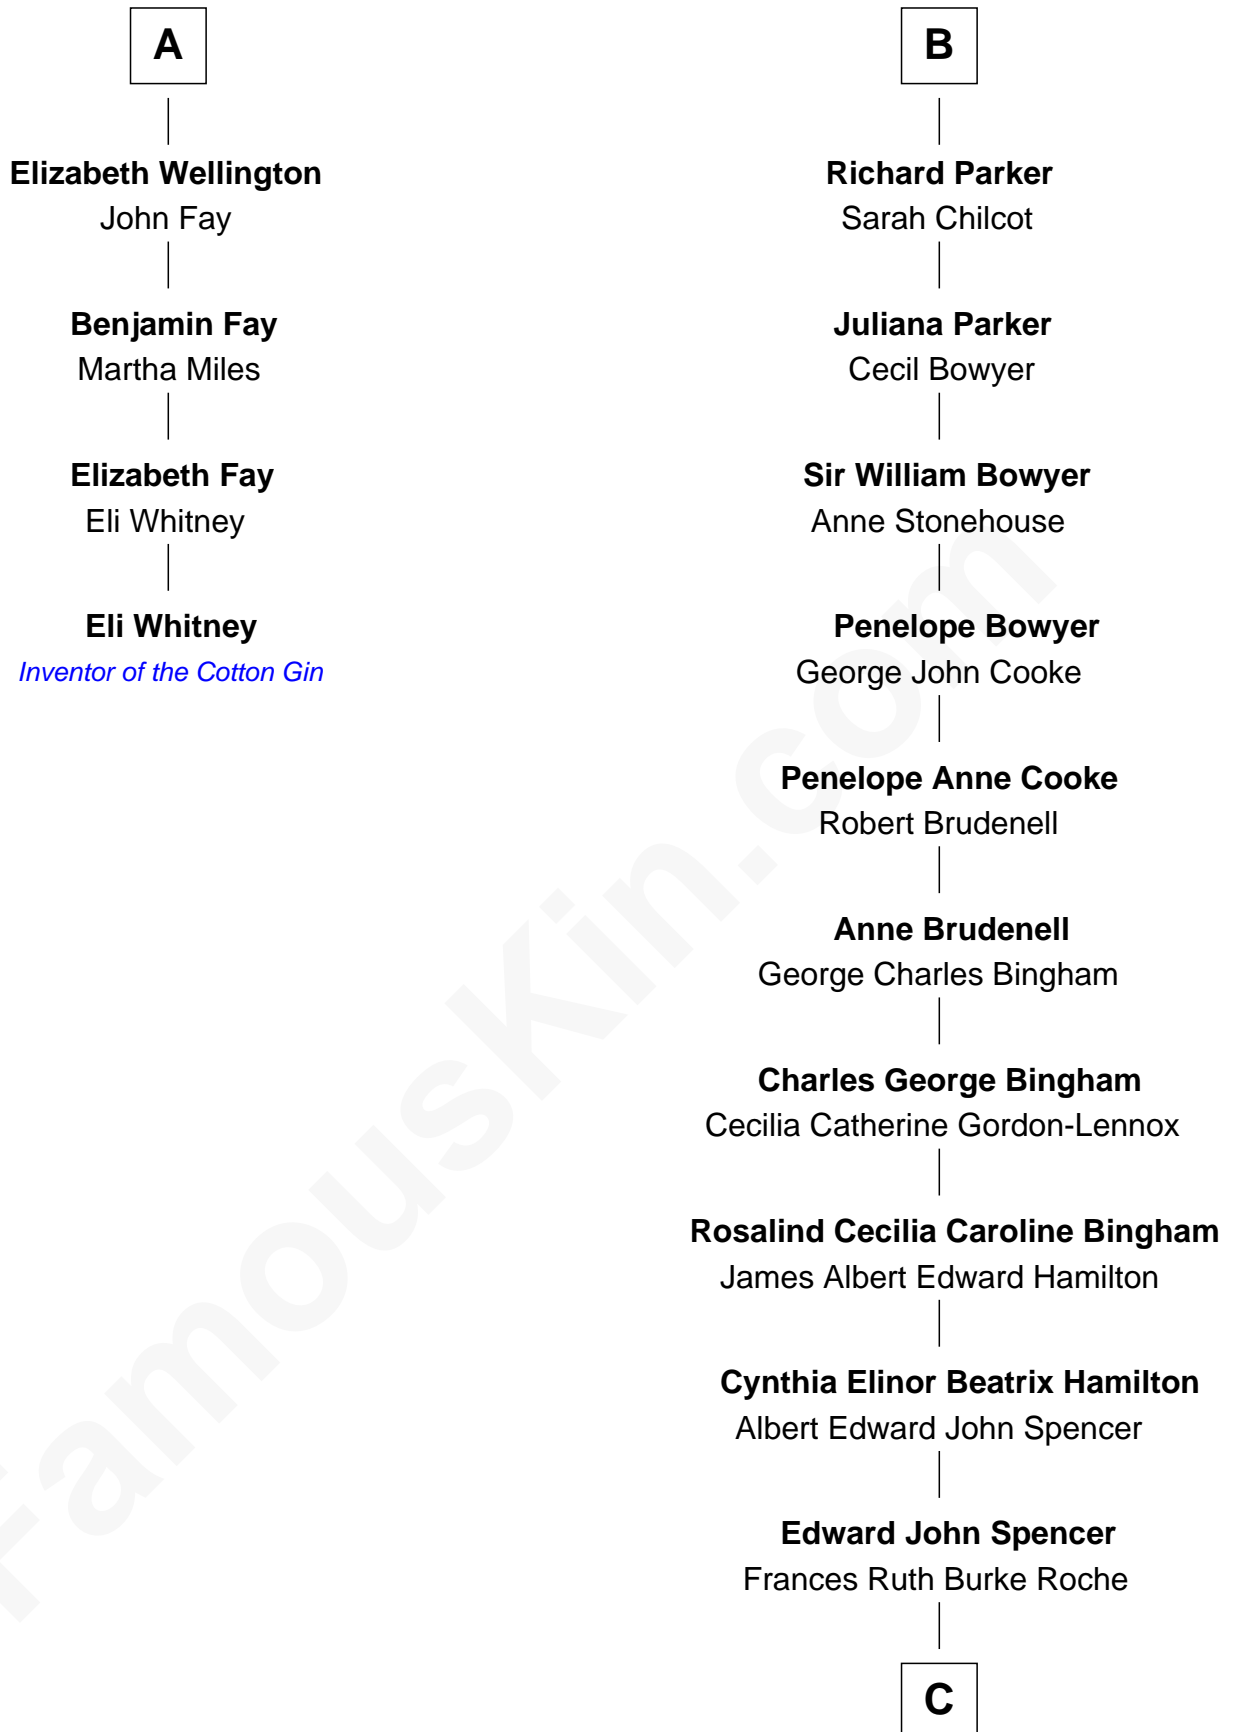 A
Elizabeth Wellington
John Fay
Benjamin Fay
Martha Miles
Elizabeth Fay
Eli Whitney
Eli Whitney
Inventor of the Cotton Gin
B
Richard Parker
Sarah Chilcot
Juliana Parker
Cecil Bowyer
Sir William Bowyer
Anne Stonehouse
Penelope Bowyer
George John Cooke
Penelope Anne Cooke
Robert Brudenell
Anne Brudenell
George Charles Bingham
Charles George Bingham
Cecilia Catherine Gordon-Lennox
Rosalind Cecilia Caroline Bingham
James Albert Edward Hamilton
Cynthia Elinor Beatrix Hamilton
Albert Edward John Spencer
Edward John Spencer
Frances Ruth Burke Roche
C
FamousKin.com